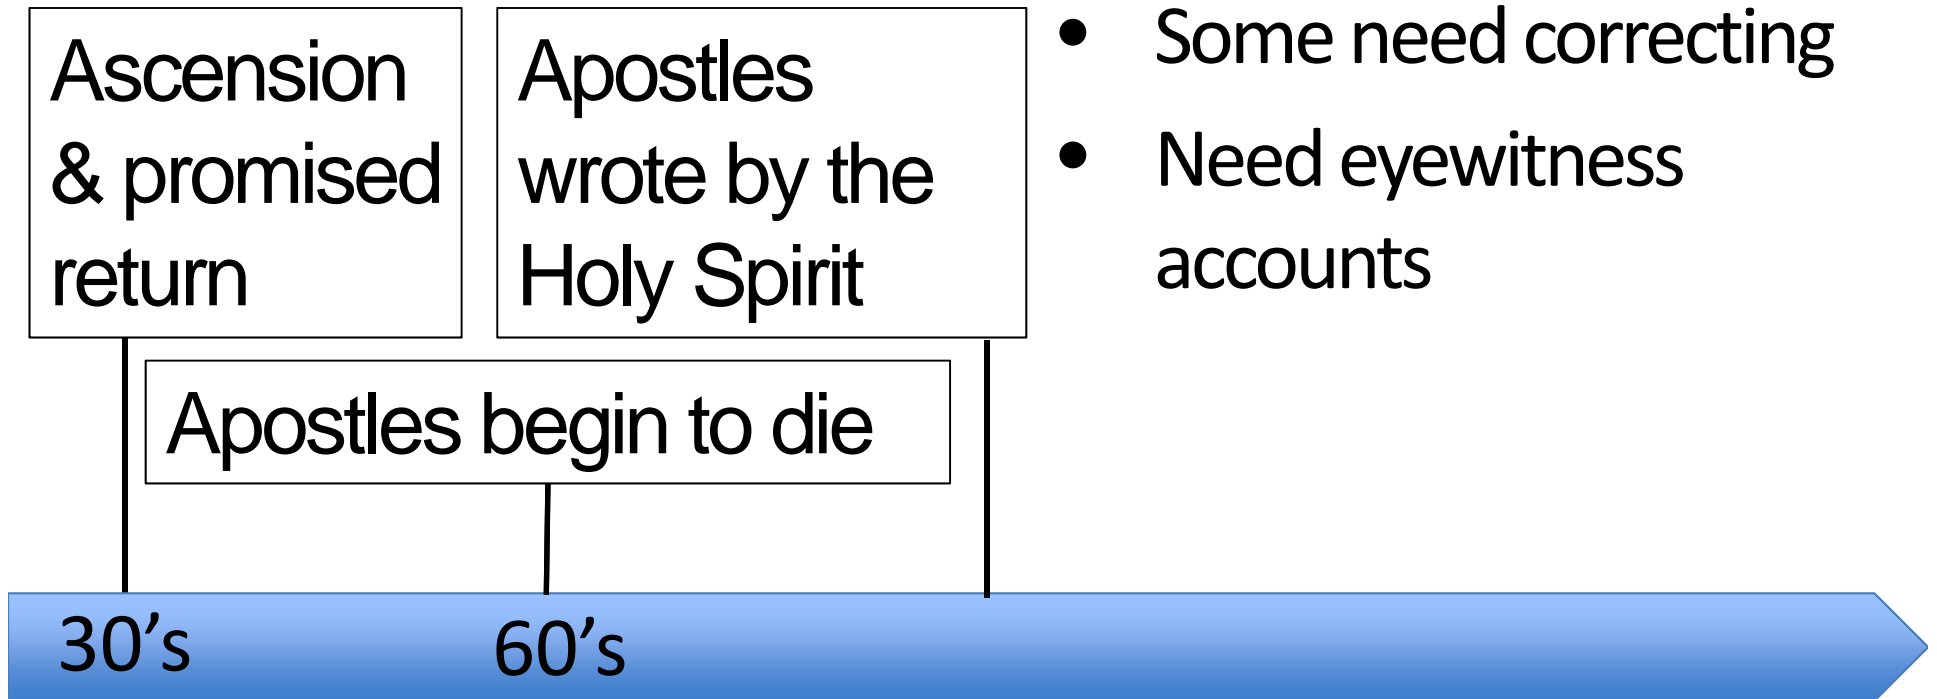 Ascension
& promised
return
Apostles
wrote by the
Holy Spirit
• Some need correcting
• Need eyewitness
accounts
Apostles begin to die
30’s
60’s